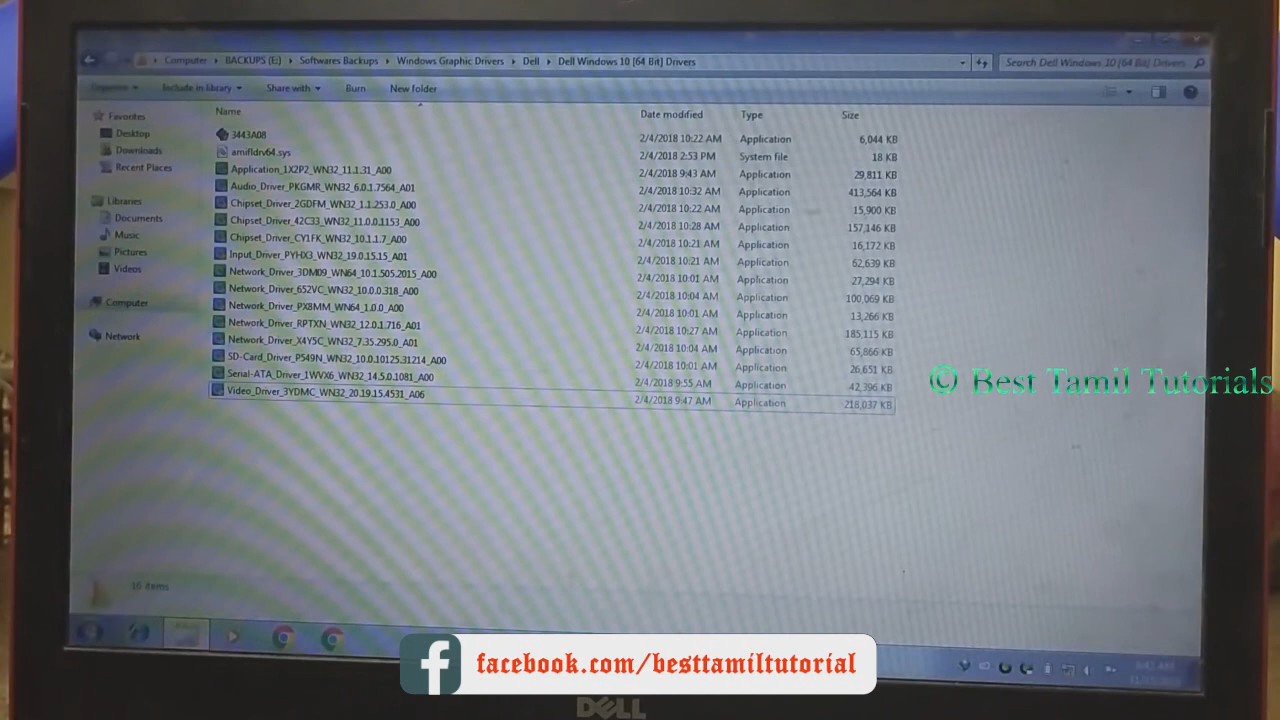 Computer BACKUPS (E:) Softwares Backups Windows Graphic Drivers Dell Dell Windows 10 [64 Bit] Drivers Search Dell Windows 10 [64 Bit] Drivers
Organize Include in library Share with Burn New folder
Name Date modified Type Size
Favorites
Desktop
Downloads
Recent Places
Libraries
Documents
Music
Pictures
Videos
Computer
Network
3443A08 2/4/2018 10:22 AM Application 6,044 KB
amifldrv64.sys 2/4/2018 2:53 PM System file 18 KB
Application_1X2P2_WN32_11.1.31_A00 2/4/2018 9:43 AM Application 29,811 KB
Audio_Driver_PKGMR_WN32_6.0.1.7564_A01 2/4/2018 10:32 AM Application 413,564 KB
Chipset_Driver_2GDFM_WN32_1.1.253.0_A00 2/4/2018 10:22 AM Application 15,900 KB
Chipset_Driver_42C33_WN32_11.0.0.1153_A00 2/4/2018 10:28 AM Application 157,146 KB
Chipset_Driver_CY1FK_WN32_10.1.1.7_A00 2/4/2018 10:21 AM Application 16,172 KB
Input_Driver_PYHX3_WN32_19.0.15.15_A01 2/4/2018 10:21 AM Application 62,639 KB
Network_Driver_3DM09_WN64_10.1.505.2015_A00 2/4/2018 10:01 AM Application 27,294 KB
Network_Driver_652VC_WN32_10.0.0.318_A00 2/4/2018 10:04 AM Application 100,069 KB
Network_Driver_PX8MM_WN64_1.0.0_A00 2/4/2018 10:01 AM Application 13,266 KB
Network_Driver_RPTXN_WN32_12.0.1.716_A01 2/4/2018 10:27 AM Application 185,115 KB
Network_Driver_X4Y5C_WN32_7.35.295.0_A01 2/4/2018 10:04 AM Application 65,866 KB
SD-Card_Driver_P549N_WN32_10.0.10125.31214_A00 2/4/2018 10:01 AM Application 26,651 KB
Serial-ATA_Driver_1WVX6_WN32_14.5.0.1081_A00 2/4/2018 9:55 AM Application 42,396 KB
Video_Driver_3YDMC_WN32_20.19.15.4531_A06 2/4/2018 9:47 AM Application 218,037 KB
© Best Tamil Tutorials
16 items
facebook.com/besttamiltutorial
DELL